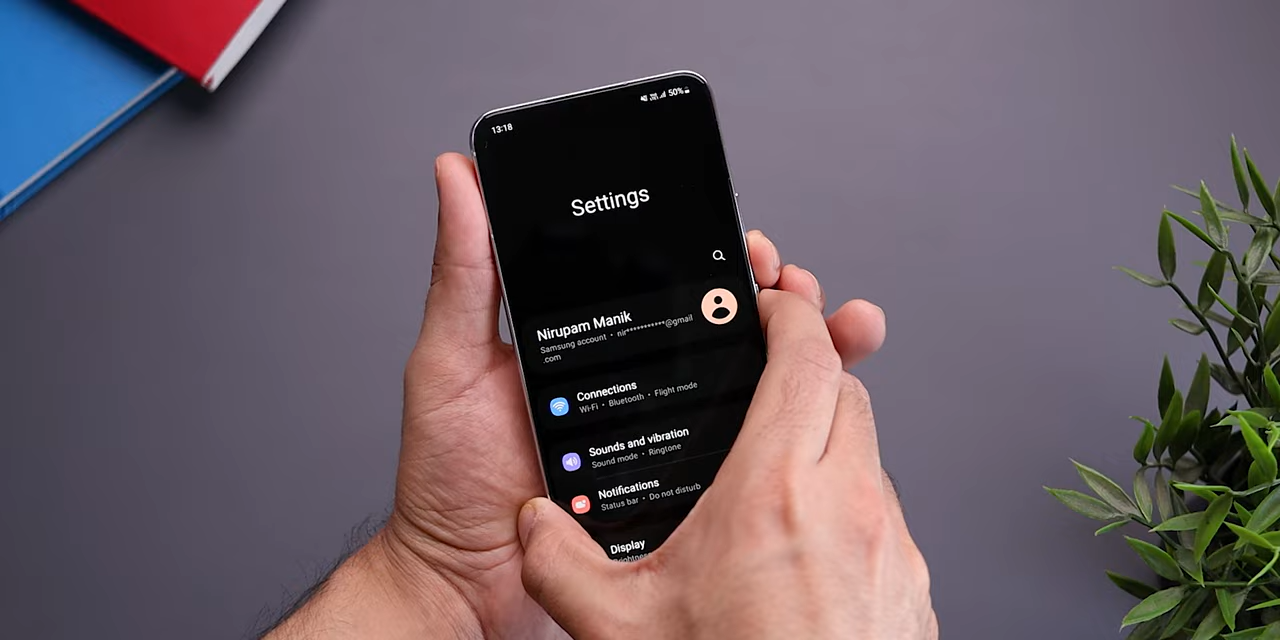 13:18
50%
Settings
Nirupam Manik
Samsung account • nir***********@gmail
.com
Connections
Wi-Fi • Bluetooth • Flight mode
Sounds and vibration
Sound mode • Ringtone
Notifications
Status bar • Do not disturb
Display